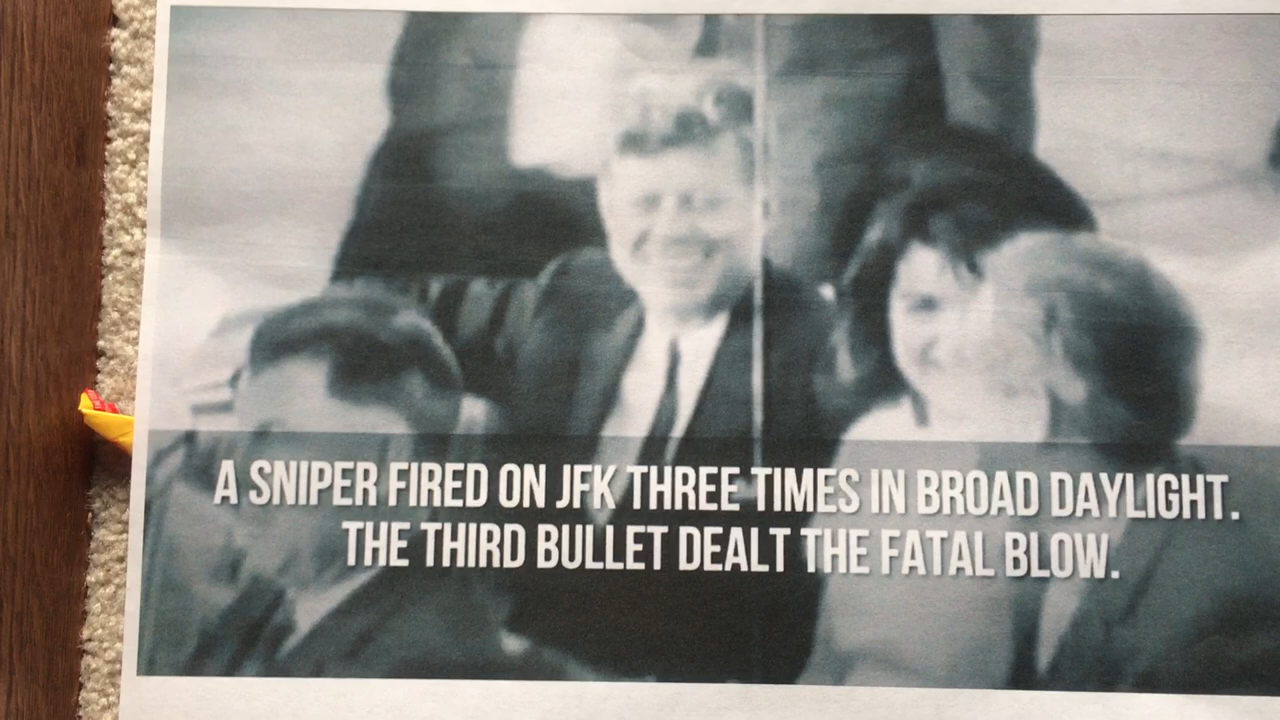 A SNIPER FIRED ON JFK THREE TIMES IN BROAD DAYLIGHT.
THE THIRD BULLET DEALT THE FATAL BLOW.